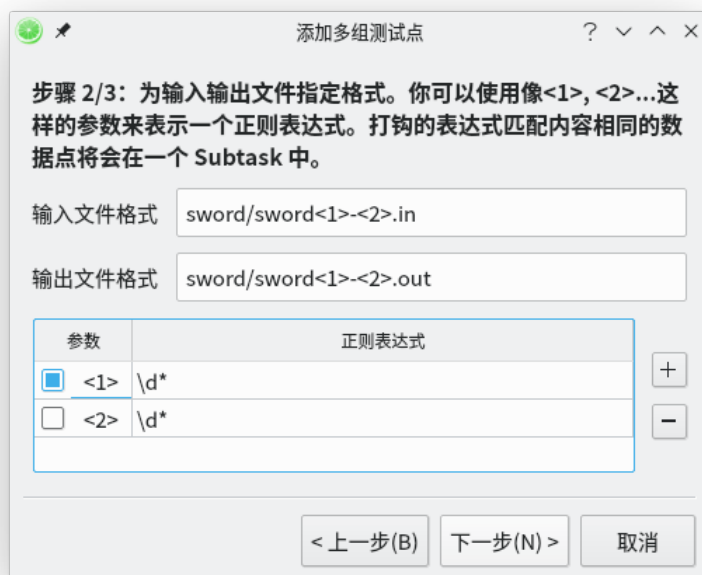 添加多组测试点
步骤 2/3：为输入输出文件指定格式。你可以使用像<1>, <2>...这
样的参数来表示一个正则表达式。打钩的表达式匹配内容相同的数
据点将会在一个 Subtask 中。
输入文件格式 sword/sword<1>-<2>.in
输出文件格式 sword/sword<1>-<2>.out
参数 正则表达式
<1> \d*
<2> \d*
< 上一步(B) 下一步(N) > 取消